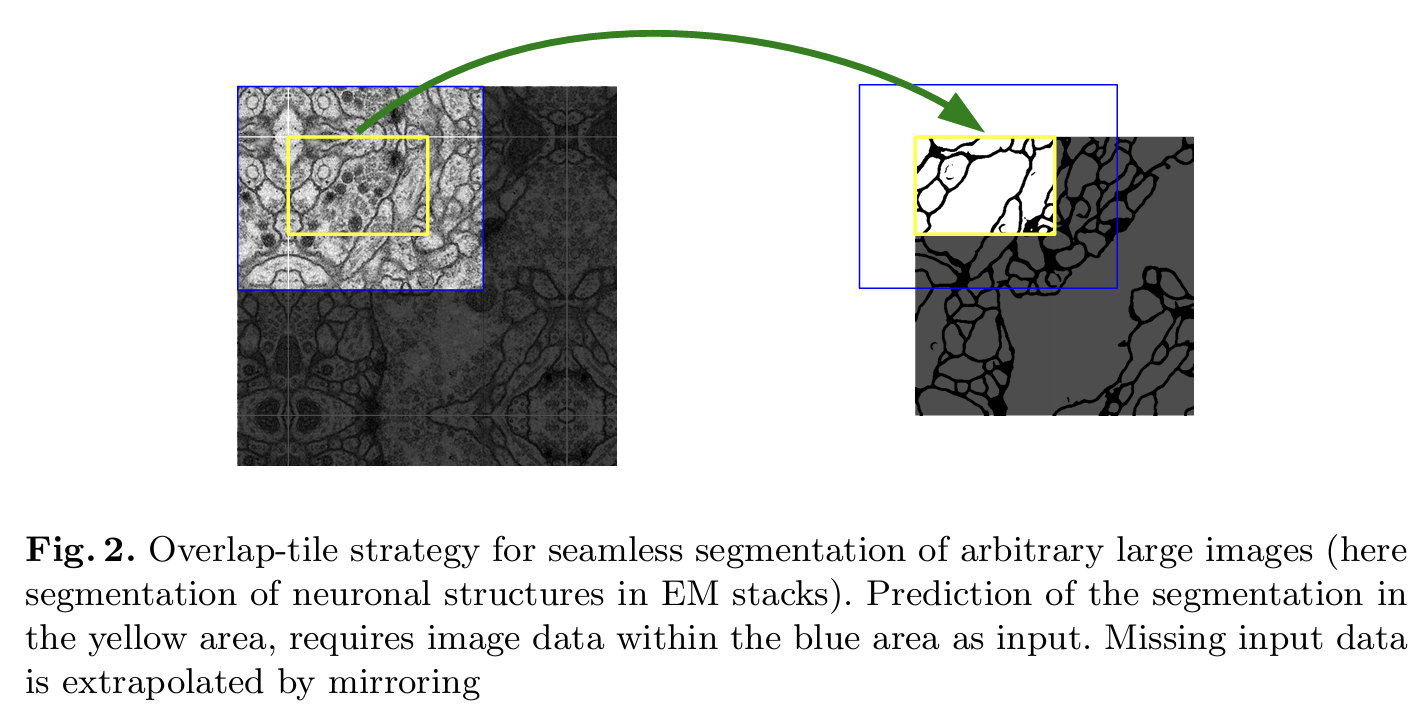 Fig. 2. Overlap-tile strategy for seamless segmentation of arbitrary large images (here
segmentation of neuronal structures in EM stacks). Prediction of the segmentation in
the yellow area, requires image data within the blue area as input. Missing input data
is extrapolated by mirroring